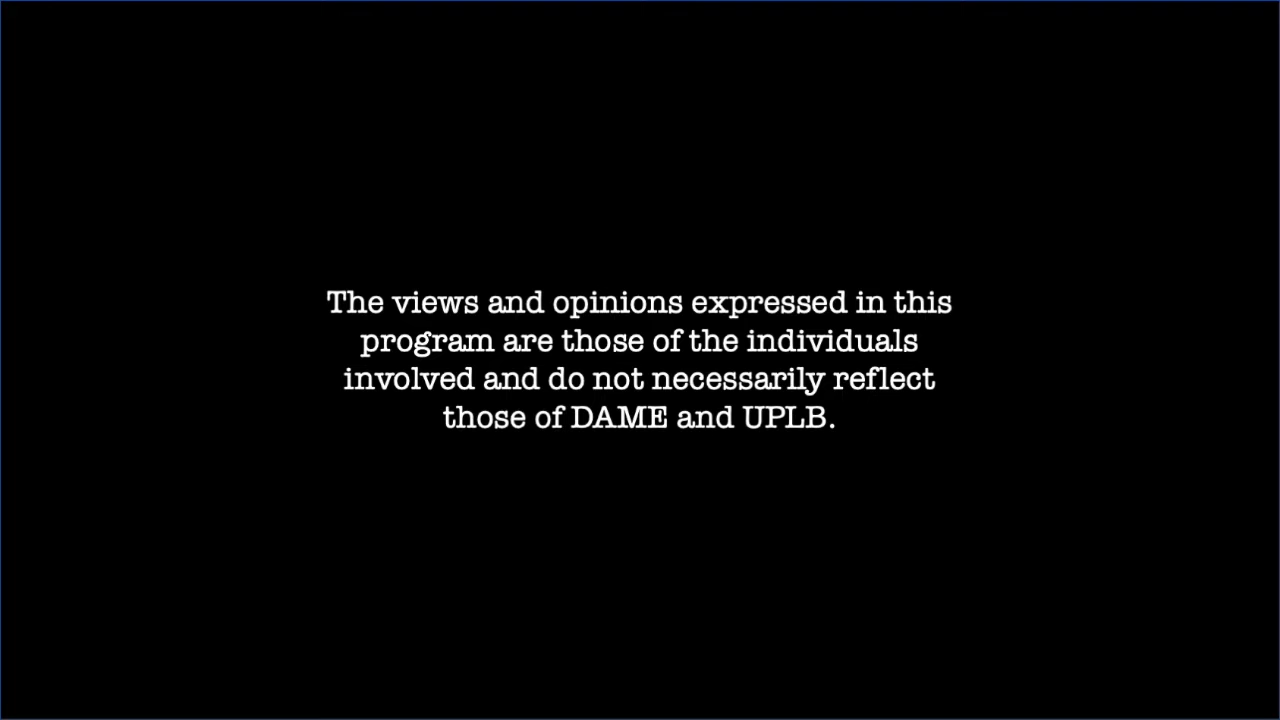 The views and opinions expressed in this
program are those of the individuals
involved and do not necessarily reflect
those of DAME and UPLB.